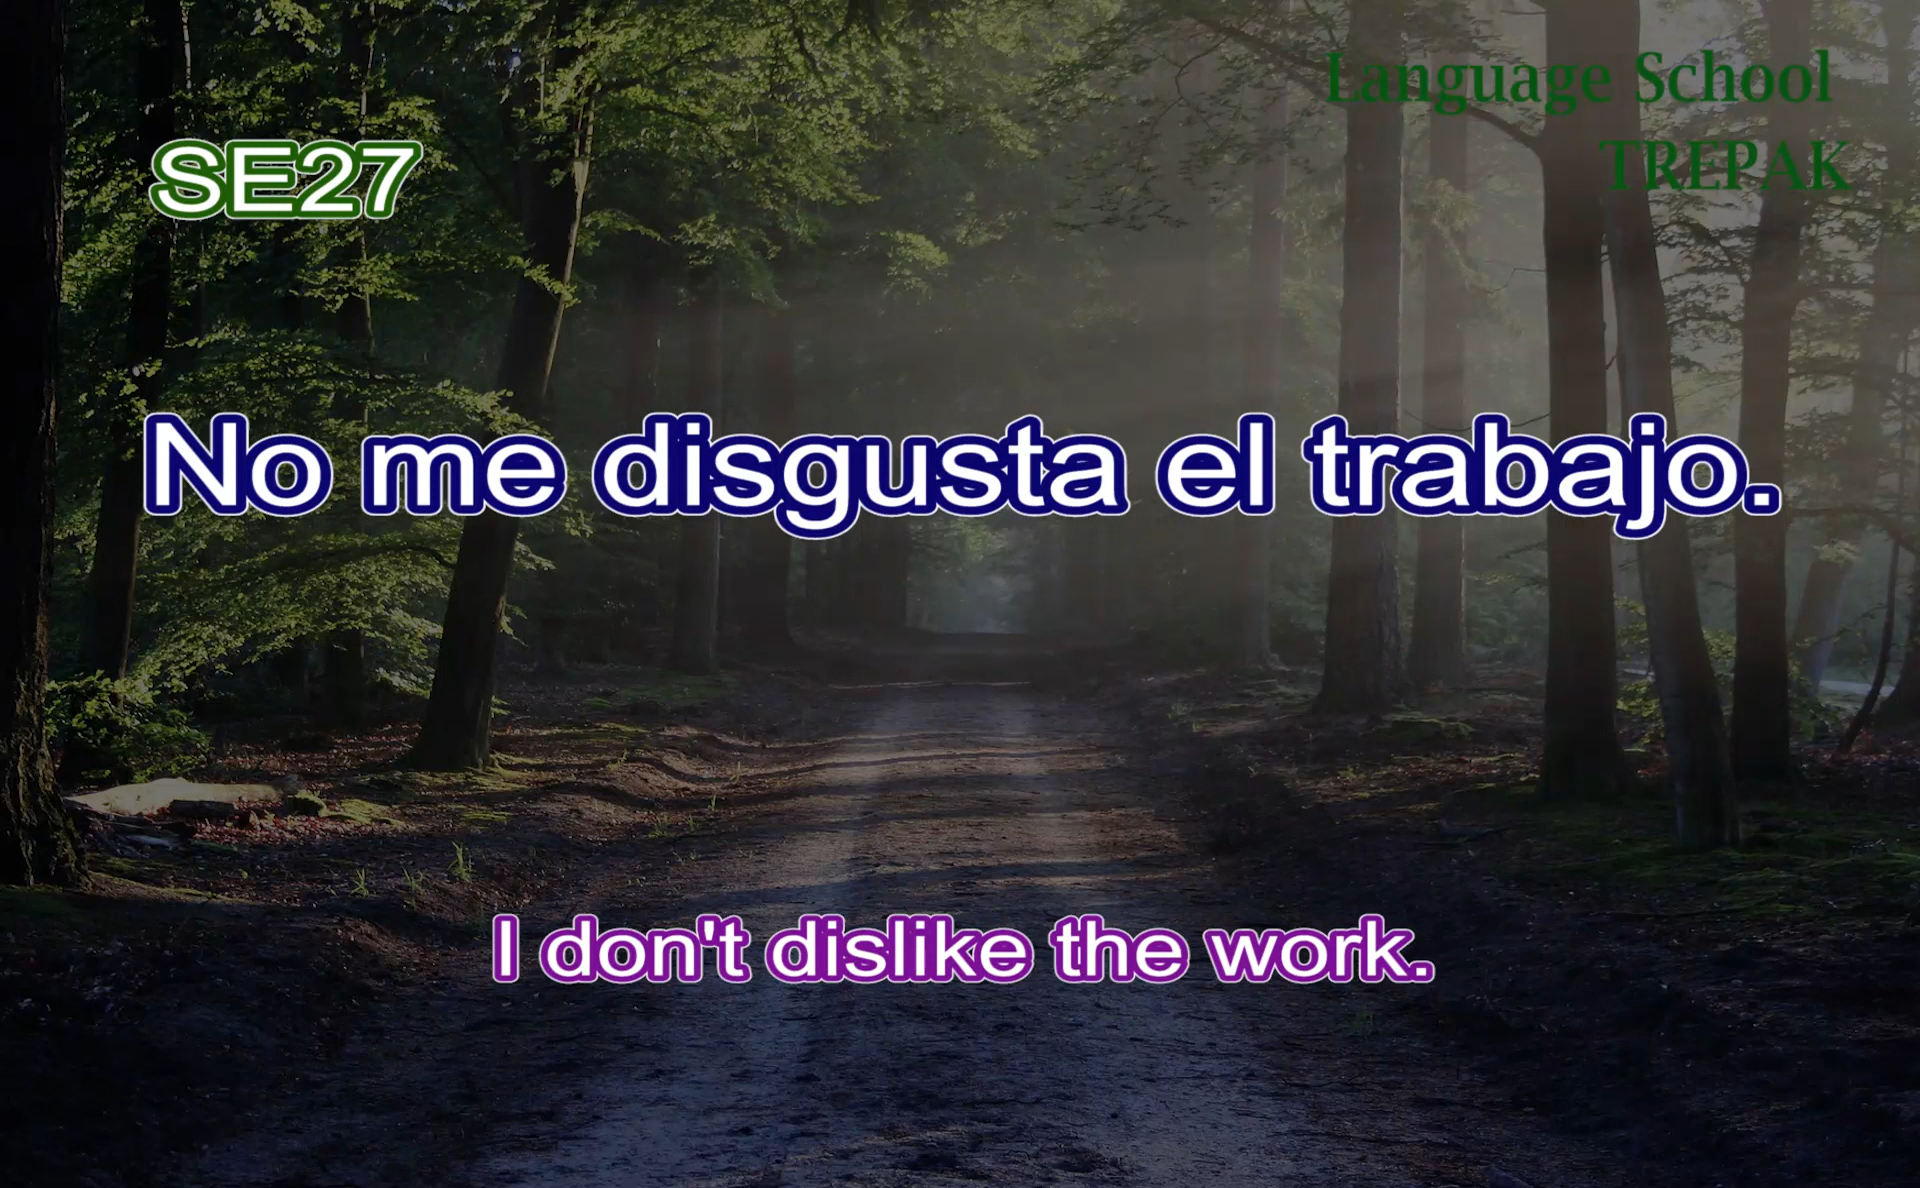 Language School
TREPAK
SE27
No me disgusta el trabajo.
I don't dislike the work.